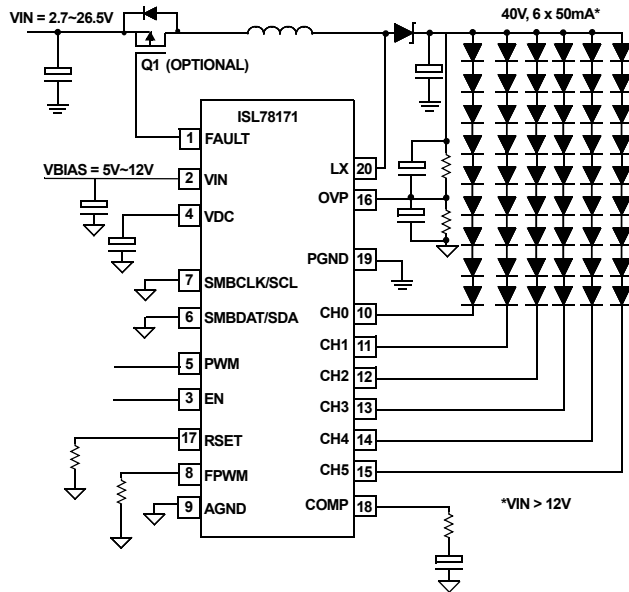 VIN = 2.7~26.5V
40V, 6 x 50mA*
Q1 (OPTIONAL)
ISL78171
1 FAULT
LX 20
VBIAS = 5V~12V
2 VIN
OVP 16
4 VDC
PGND 19
7 SMBCLK/SCL
6 SMBDAT/SDA
CH0 10
CH1 11
5 PWM
CH2 12
3 EN
CH3 13
17 RSET
CH4 14
8 FPWM
CH5 15
9 AGND
COMP 18
*VIN > 12V